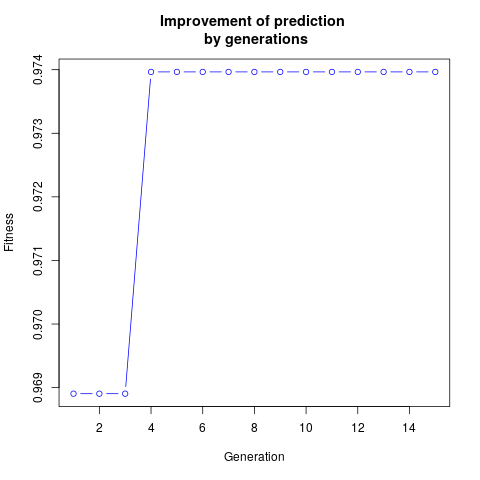 Improvement of prediction
by generations
0.974
0.973
0.972
0.971
0.970
0.969
Fitness
2 4 6 8 10 12 14
Generation